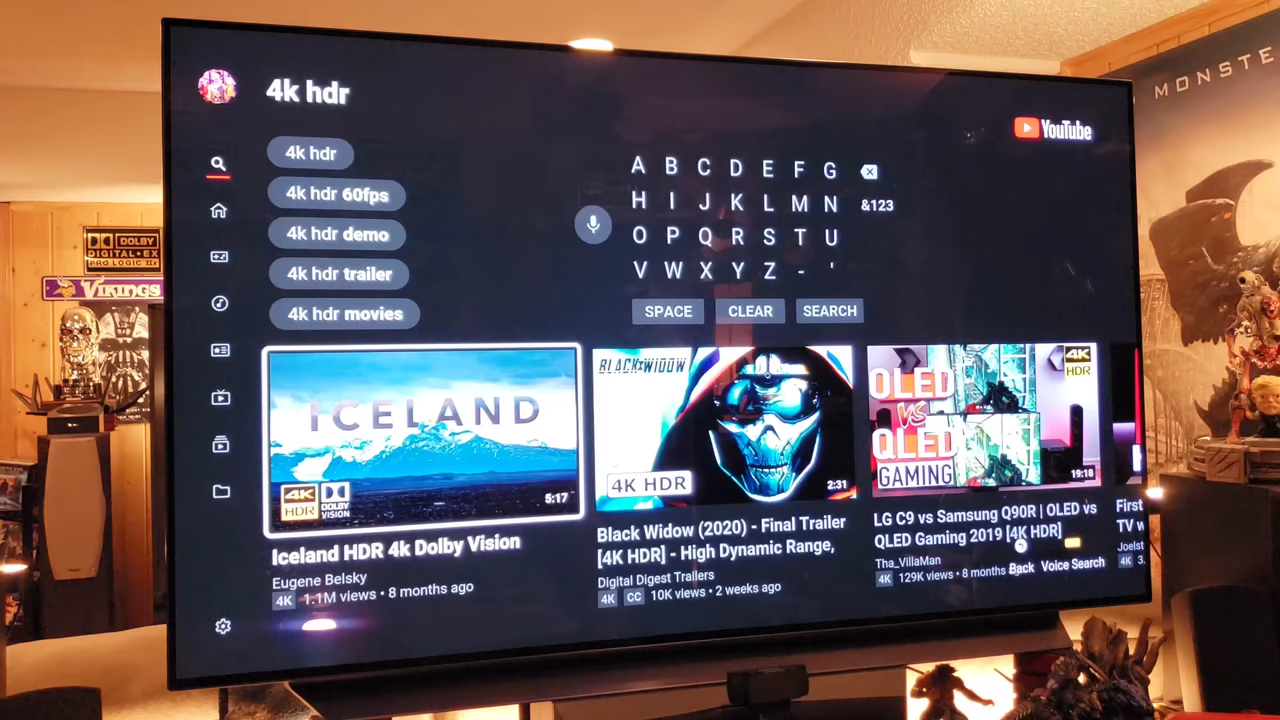 4k hdr
YouTube
4k hdr
4k hdr 60fps
4k hdr demo
4k hdr trailer
4k hdr movies
A B C D E F G
H I J K L M N &123
O P Q R S T U
V W X Y Z - '
SPACE CLEAR SEARCH
ICELAND
4K HDR
DOLBY VISION
5:17
Iceland HDR 4k Dolby Vision
Eugene Belsky
4K 1.1M views • 8 months ago
BLACK WIDOW
4K HDR
2:31
Black Widow (2020) - Final Trailer
[4K HDR] - High Dynamic Range,
Digital Digest Trailers
4K CC 10K views • 2 weeks ago
OLED
VS
QLED
GAMING
4K HDR
19:18
LG C9 vs Samsung Q90R | OLED vs
QLED Gaming 2019 [4K HDR]
Tha_VillaMan
4K 129K views • 8 months
Back Voice Search
First
TV w
Joelst
4K 3.
DOLBY
DIGITAL·EX
PRO LOGIC IIx
VIKINGS
MONSTE